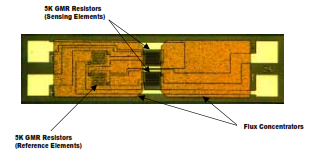 5K GMR Resistors
(Sensing Elements)
5K GMR Resistors
(Reference Elements)
Flux Concentrators